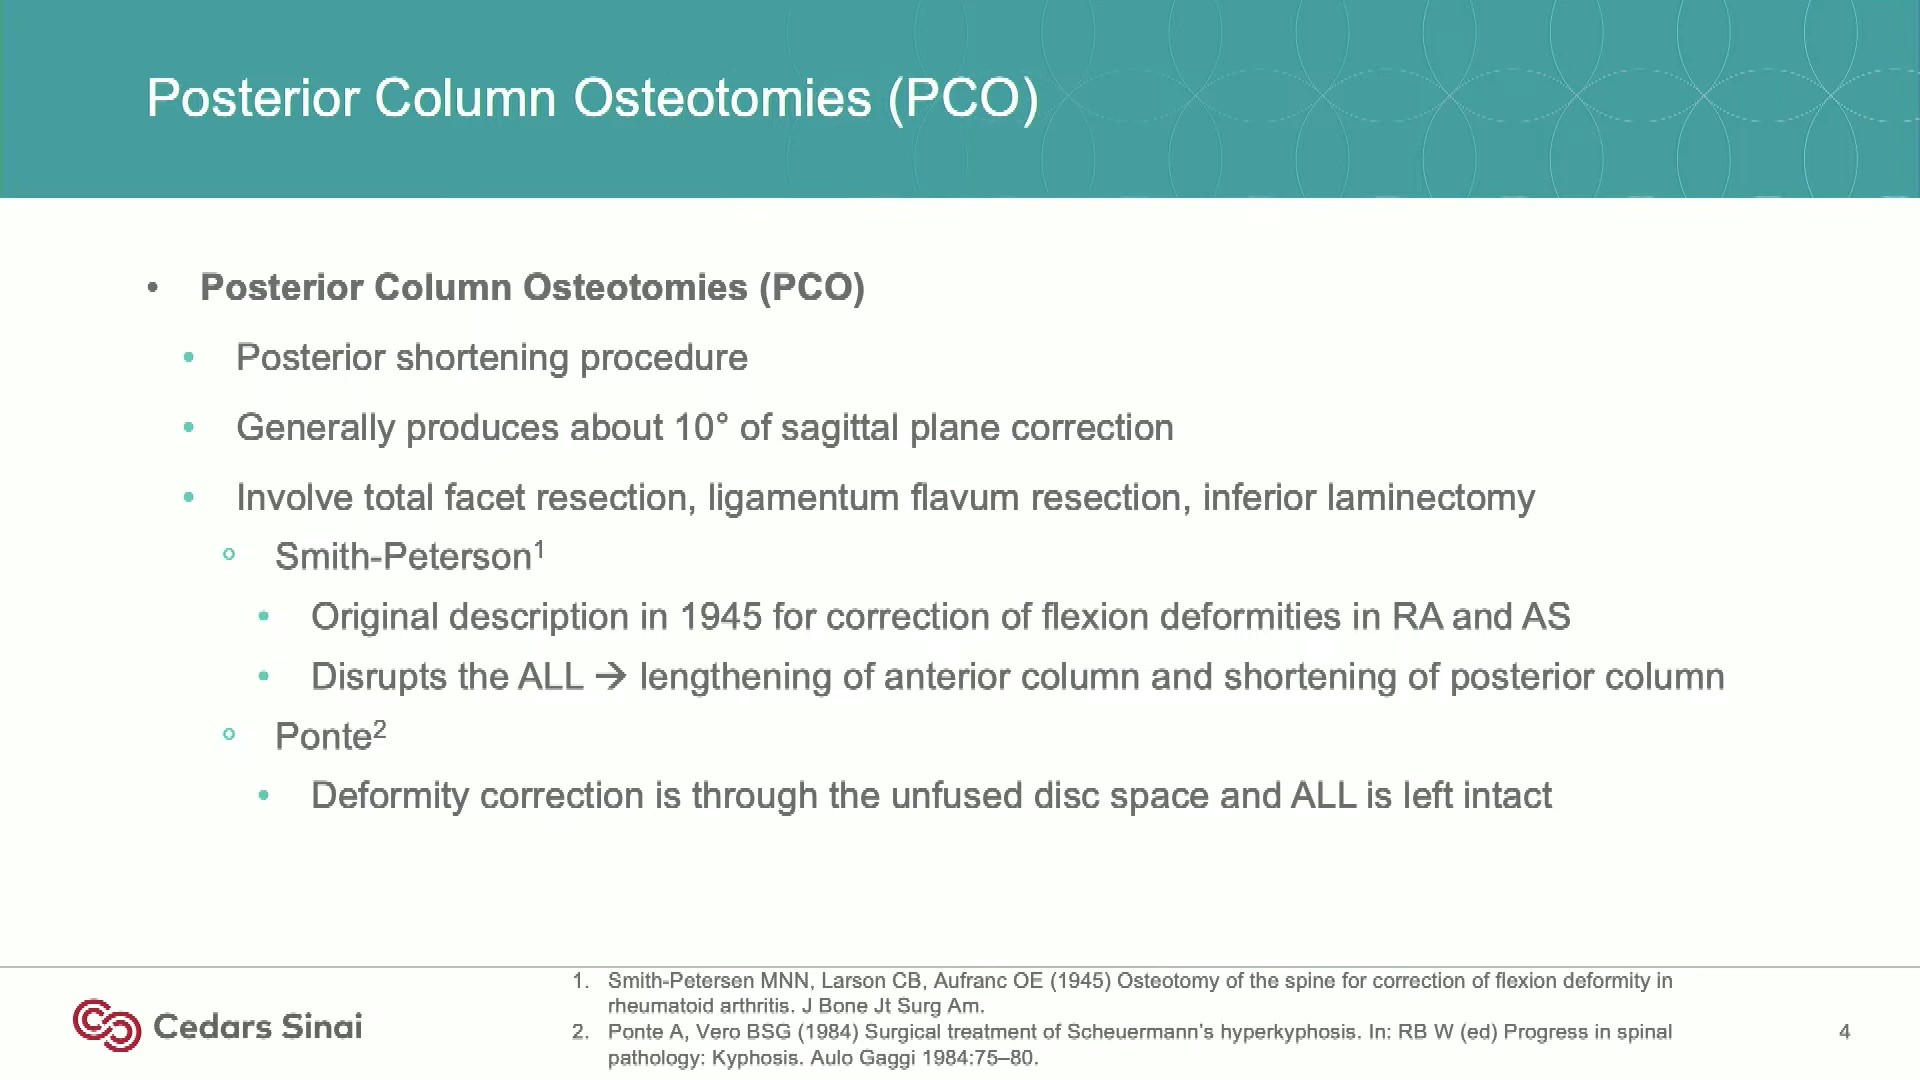 Posterior Column Osteotomies (PCO)
• Posterior Column Osteotomies (PCO)
• Posterior shortening procedure
• Generally produces about 10° of sagittal plane correction
• Involve total facet resection, ligamentum flavum resection, inferior laminectomy
° Smith-Peterson1
• Original description in 1945 for correction of flexion deformities in RA and AS
• Disrupts the ALL → lengthening of anterior column and shortening of posterior column
° Ponte2
• Deformity correction is through the unfused disc space and ALL is left intact
1. Smith-Petersen MNN, Larson CB, Aufranc OE (1945) Osteotomy of the spine for correction of flexion deformity in
rheumatoid arthritis. J Bone Jt Surg Am.
2. Ponte A, Vero BSG (1984) Surgical treatment of Scheuermann's hyperkyphosis. In: RB W (ed) Progress in spinal
pathology: Kyphosis. Aulo Gaggi 1984:75–80.
Cedars Sinai
4